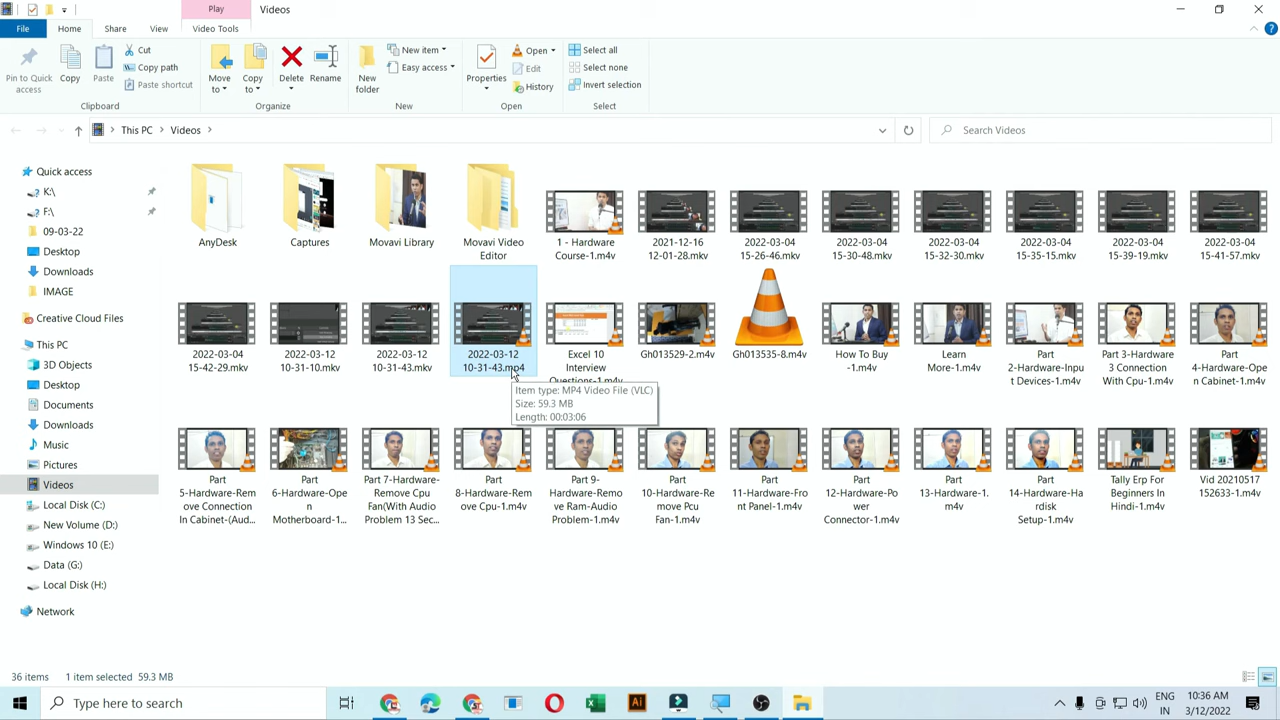 Play
Videos
File
Home
Share
View
Video Tools
Pin to Quick
access
Copy
Paste
Cut
Copy path
Paste shortcut
Clipboard
Move
to
Copy
to
Delete
Rename
Organize
New
folder
New item
Easy access
New
Properties
Open
Edit
History
Open
Select all
Select none
Invert selection
Select
This PC
Videos
Search Videos
Quick access
K:\
F:\
09-03-22
Desktop
Downloads
IMAGE
Creative Cloud Files
This PC
3D Objects
Desktop
Documents
Downloads
Music
Pictures
Videos
Local Disk (C:)
New Volume (D:)
Windows 10 (E:)
Data (G:)
Local Disk (H:)
Network
AnyDesk
Captures
Movavi Library
Movavi Video
Editor
1 - Hardware
Course-1.m4v
2021-12-16
12-01-28.mkv
2022-03-04
15-26-46.mkv
2022-03-04
15-30-48.mkv
2022-03-04
15-32-30.mkv
2022-03-04
15-35-15.mkv
2022-03-04
15-39-19.mkv
2022-03-04
15-41-57.mkv
2022-03-04
15-42-29.mkv
2022-03-12
10-31-10.mkv
2022-03-12
10-31-43.mkv
2022-03-12
10-31-43.mp4
Excel 10
Interview
Questions-1.m4v
Gh013529-2.m4v
Gh013535-8.m4v
How To Buy
-1.m4v
Learn
More-1.m4v
Part
2-Hardware-Inpu
t Devices-1.m4v
Part 3-Hardware
3 Connection
With Cpu-1.m4v
Part
4-Hardware-Ope
n Cabinet-1.m4v
Item type: MP4 Video File (VLC)
Size: 59.3 MB
Length: 00:03:06
Part
5-Hardware-Rem
ove Connection
In Cabinet-(Aud...
Part
6-Hardware-Ope
n
Motherboard-1...
Part 7-Hardware-
Remove Cpu
Fan(With Audio
Problem 13 Sec...
Part
8-Hardware-Rem
ove Cpu-1.m4v
Part 9-
Hardware-Remo
ve Ram-Audio
Problem-1.m4v
Part
10-Hardware-Re
move Pcu
Fan-1.m4v
Part
11-Hardware-Fro
nt Panel-1.m4v
Part
12-Hardware-Po
wer
Connector-1.m4v
Part
13-Hardware-1.
m4v
Part
14-Hardware-Ha
rdisk
Setup-1.m4v
Tally Erp For
Beginners In
Hindi-1.m4v
Vid 20210517
152633-1.m4v
36 items
1 item selected 59.3 MB
Type here to search
ENG
IN
10:36 AM
3/12/2022